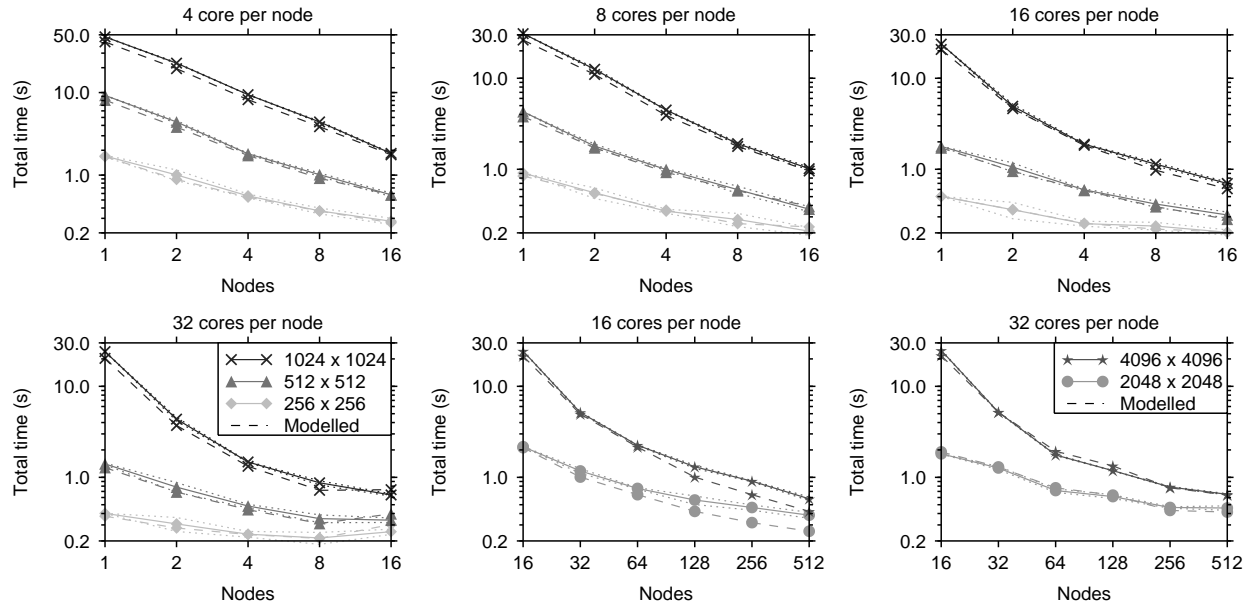 4 core per node
50.0
10.0
1.0
0.2
Total time (s)
1 2 4 8 16
Nodes
8 cores per node
30.0
10.0
1.0
0.2
Total time (s)
1 2 4 8 16
Nodes
16 cores per node
30.0
10.0
1.0
0.2
Total time (s)
1 2 4 8 16
Nodes
32 cores per node
30.0
10.0
1.0
0.2
Total time (s)
1024 x 1024
512 x 512
256 x 256
Modelled
1 2 4 8 16
Nodes
16 cores per node
30.0
10.0
1.0
0.2
Total time (s)
16 32 64 128 256 512
Nodes
32 cores per node
30.0
10.0
1.0
0.2
Total time (s)
4096 x 4096
2048 x 2048
Modelled
16 32 64 128 256 512
Nodes